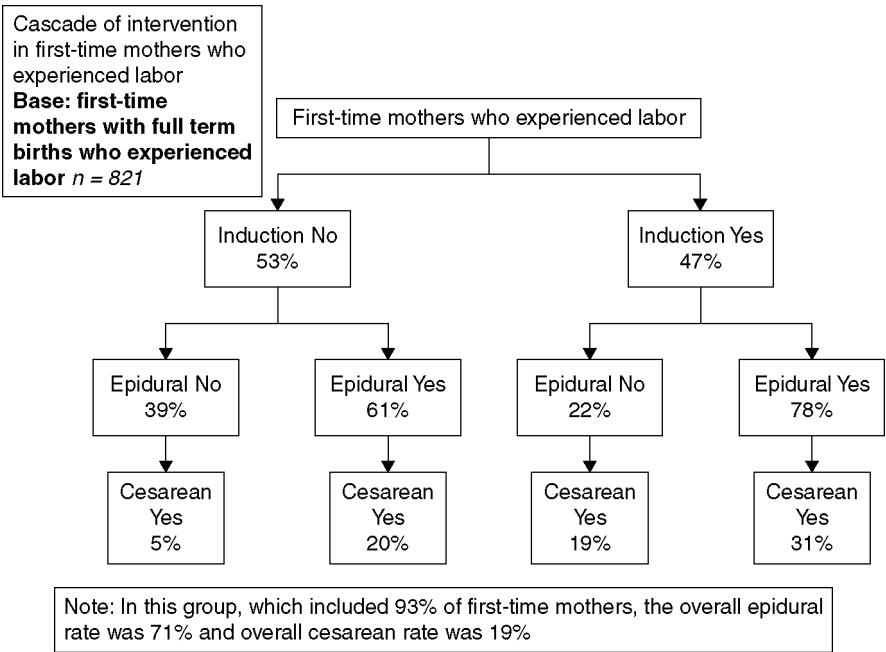 Cascade of intervention
in first-time mothers who
experienced labor
Base: first-time
mothers with full term
births who experienced
labor n = 821
First-time mothers who experienced labor
Induction No
53%
Induction Yes
47%
Epidural No
39%
Epidural Yes
61%
Epidural No
22%
Epidural Yes
78%
Cesarean
Yes
5%
Cesarean
Yes
20%
Cesarean
Yes
19%
Cesarean
Yes
31%
Note: In this group, which included 93% of first-time mothers, the overall epidural
rate was 71% and overall cesarean rate was 19%